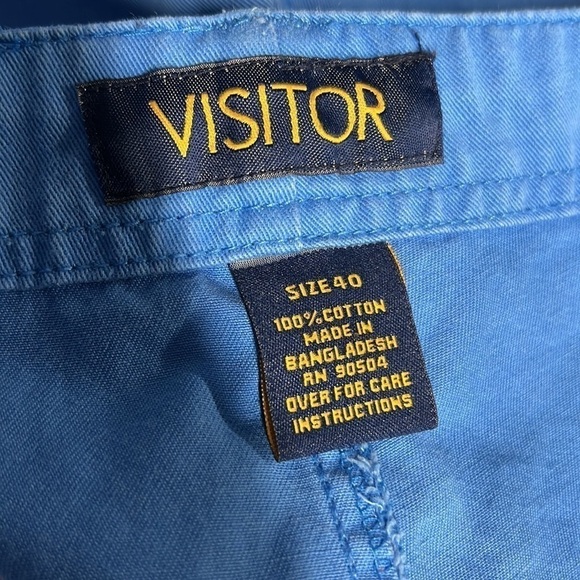 VISITOR
SIZE 40
100% COTTON
MADE IN
BANGLADESH
RN 90504
OVER FOR CARE
INSTRUCTIONS